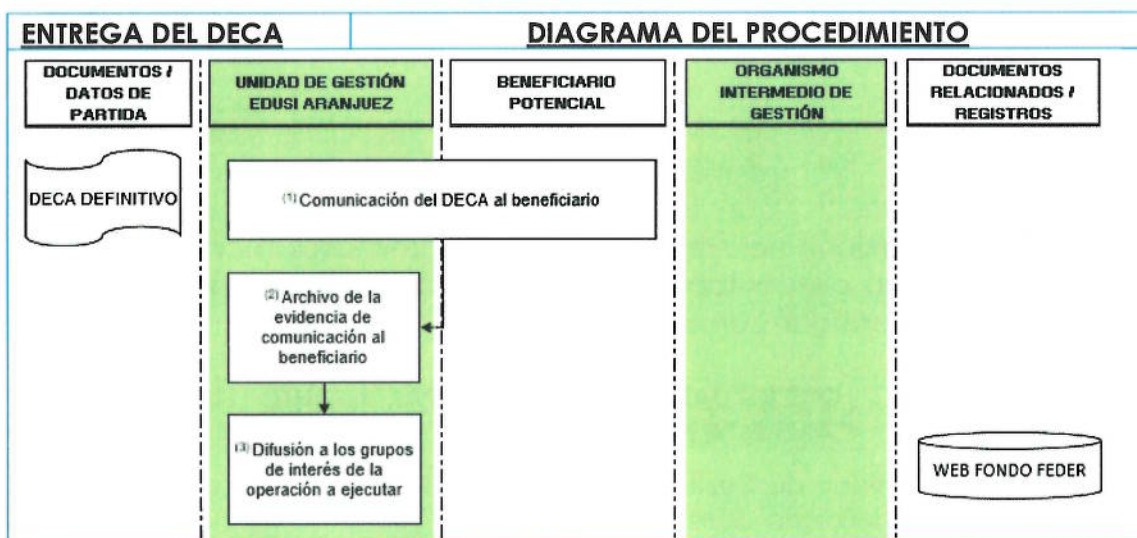 ENTREGA DEL DECA
DIAGRAMA DEL PROCEDIMIENTO
DOCUMENTOS /
DATOS DE
PARTIDA
UNIDAD DE GESTIÓN
EDUSI ARANJUEZ
BENEFICIARIO
POTENCIAL
ORGANISMO
INTERMEDIO DE
GESTIÓN
DOCUMENTOS
RELACIONADOS /
REGISTROS
DECA DEFINITIVO
(1) Comunicación del DECA al beneficiario
(2) Archivo de la
evidencia de
comunicación al
beneficiario
(3) Difusión a los grupos
de interés de la
operación a ejecutar
WEB FONDO FEDER